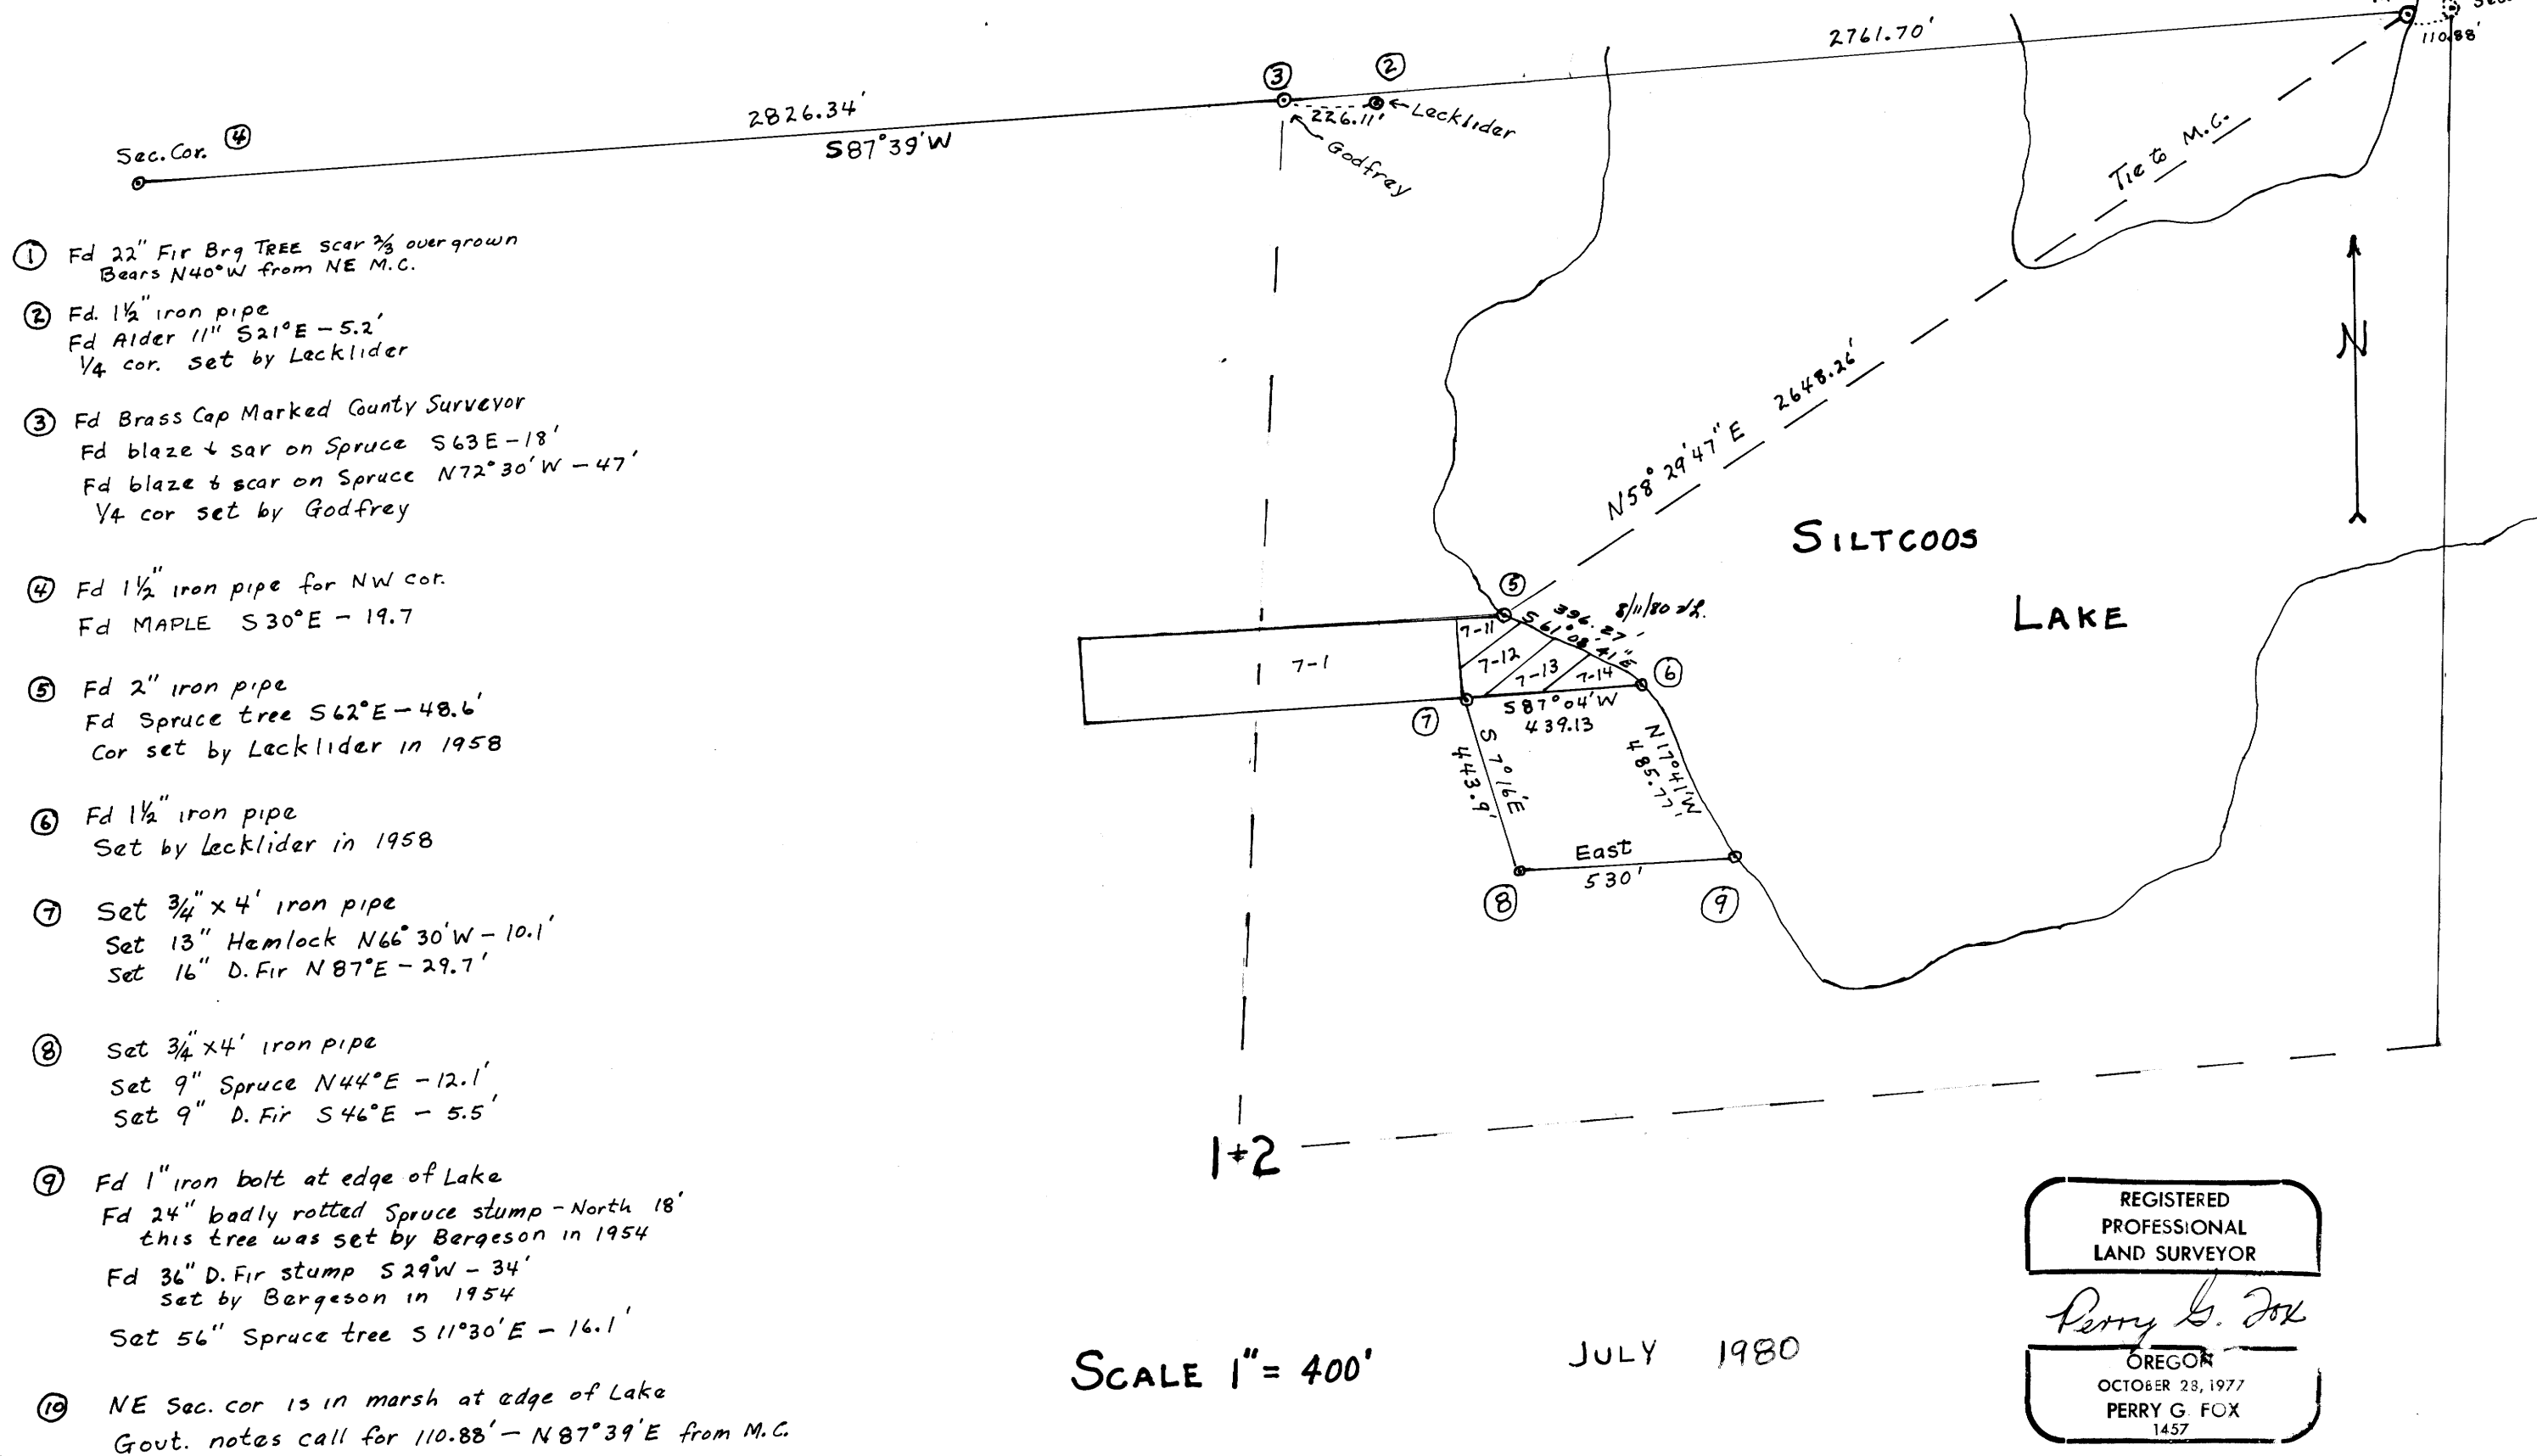 2761.70'
110.88'
③
②
2826.34'
226.11'
Lecklider
Sec. Cor. ④
S87°39'W
Godfrey
Tie to M.C.
① Fd 22" Fir Brg TREE scar 2/3 overgrown
Bears N40°W from NE M.C.
② Fd. 1½" iron pipe
Fd Alder 11" S21°E - 5.2'
1/4 cor. set by Lecklider
③ Fd Brass Cap Marked County Surveyor
Fd blaze & sar on Spruce S63E - 18'
Fd blaze & scar on Spruce N72°30'W - 47'
1/4 cor set by Godfrey
④ Fd 1½" iron pipe for NW cor.
Fd MAPLE S30°E - 19.7
⑤ Fd 2" iron pipe
Fd Spruce tree S62°E - 48.6'
Cor set by Lecklider in 1958
⑥ Fd 1½" iron pipe
Set by Lecklider in 1958
⑦ Set 3/4" x 4' iron pipe
Set 13" Hemlock N66°30'W - 10.1'
Set 16" D. Fir N87°E - 29.7'
⑧ Set 3/4" x4' iron pipe
Set 9" Spruce N44°E - 12.1'
Set 9" D. Fir S46°E - 5.5'
⑨ Fd 1" iron bolt at edge of Lake
Fd 24" badly rotted Spruce stump - North 18'
this tree was set by Bergeson in 1954
Fd 36" D. Fir stump S29°W - 34'
Set by Bergeson in 1954
Set 56" Spruce tree S11°30'E - 16.1'
⑩ NE Sec. cor is in marsh at edge of Lake
Govt. notes call for 110.88' - N87°39'E from M.C.
N
N58°29'47"E 2648.26'
SILTCOOS
LAKE
⑤
396.27'
8/11/80
S61°08'41"E
7-1
7-11
7-12
7-13
7-14
⑥
⑦
S87°04'W
439.13
S7°16'E
443.9'
N17°41'W
485.77'
East
530'
⑧
⑨
1+2
SCALE 1" = 400'
JULY 1980
REGISTERED
PROFESSIONAL
LAND SURVEYOR
Perry G. Fox
OREGON
OCTOBER 28, 1977
PERRY G. FOX
1457